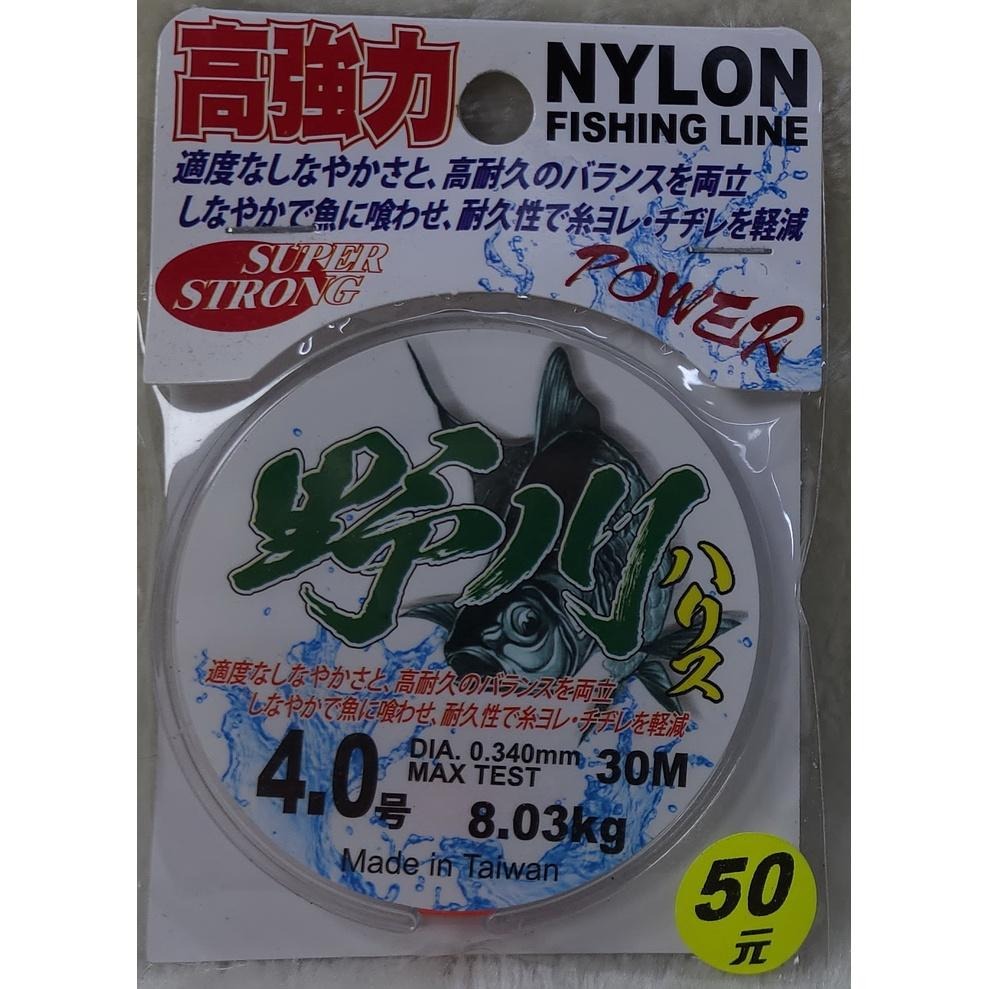 高強力
NYLON
FISHING LINE
適度なしなやかさと、高耐久のバランスを両立
しなやかで魚に喰わせ、耐久性で糸ヨレ・チヂレを軽減
SUPER
STRONG
POWER
野川
ハリス
適度なしなやかさと、高耐久のバランスを両立
しなやかで魚に喰わせ、耐久性で糸ヨレ・チヂレを軽減
4.0号
DIA. 0.340mm
MAX TEST
30M
8.03kg
Made in Taiwan
50
元